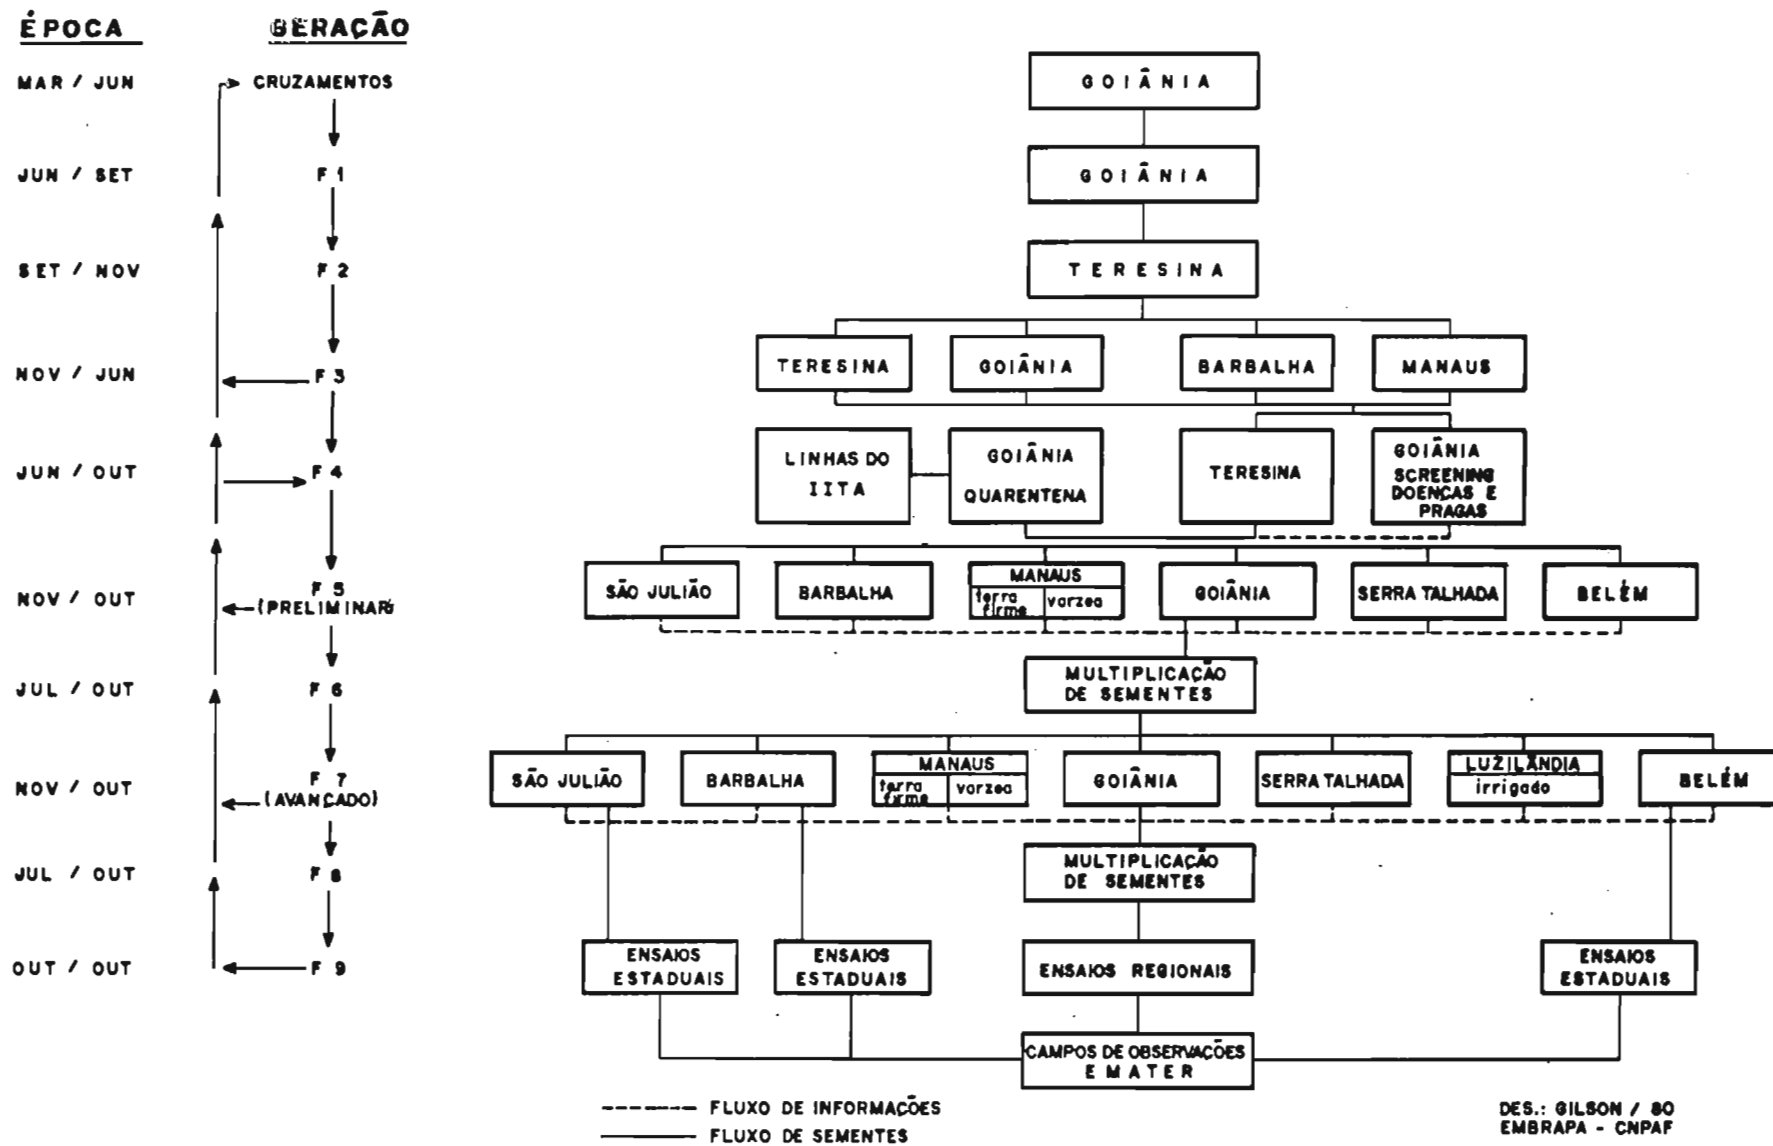 ÉPOCA GERAÇÃO
MAR / JUN CRUZAMENTOS GOIÂNIA
JUN / SET F 1 GOIÂNIA
SET / NOV F 2 TERESINA
NOV / JUN F 3 TERESINA GOIÂNIA BARBALHA MANAUS
JUN / OUT F 4
LINHAS DO
IITA
GOIÂNIA
QUARENTENA
TERESINA
GOIÂNIA
SCREENING
DOENÇAS E
PRAGAS
NOV / OUT F 5
(PRELIMINAR)
SÃO JULIÃO
BARBALHA
MANAUS
terra
firme
varzea
GOIÂNIA
SERRA TALHADA
BELÉM
JUL / OUT F 6
MULTIPLICAÇÃO
DE SEMENTES
NOV / OUT F 7
(AVANÇADO)
SÃO JULIÃO
BARBALHA
MANAUS
terra
firme
varzea
GOIÂNIA
SERRA TALHADA
LUZILÂNDIA
irrigado
BELÉM
JUL / OUT F 8
MULTIPLICAÇÃO
DE SEMENTES
OUT / OUT F 9
ENSAIOS
ESTADUAIS
ENSAIOS
ESTADUAIS
ENSAIOS REGIONAIS
ENSAIOS
ESTADUAIS
CAMPOS DE OBSERVAÇÕES
EMATER
FLUXO DE INFORMAÇÕES
FLUXO DE SEMENTES
DES.: GILSON / 80
EMBRAPA - CNPAF